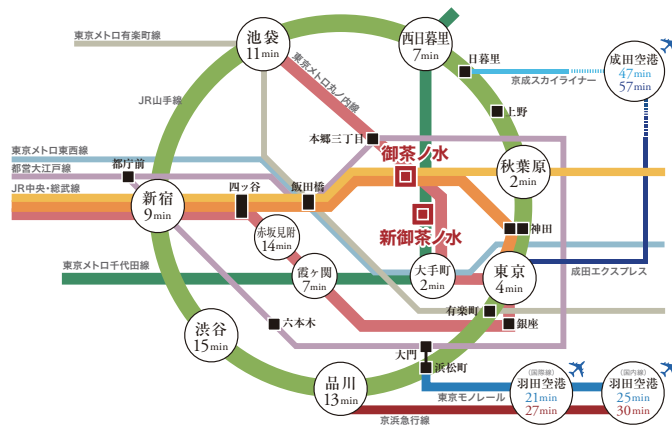 東京メトロ有楽町線
池袋
11min
西日暮里
7min
日暮里
成田空港
47min
57min
京成スカイライナー
東京メトロ丸ノ内線
JR山手線
上野
本郷三丁目
御茶ノ水
秋葉原
2min
東京メトロ東西線
都営大江戸線
都庁前
JR中央・総武線
新宿
9min
四ッ谷
飯田橋
新御茶ノ水
神田
赤坂見附
14min
東京メトロ千代田線
霞ヶ関
7min
大手町
2min
東京
4min
成田エクスプレス
有楽町
銀座
六本木
渋谷
15min
大門
浜松町
品川
13min
東京モノレール
京浜急行線
(国際線)
羽田空港
21min
27min
(国内線)
羽田空港
25min
30min